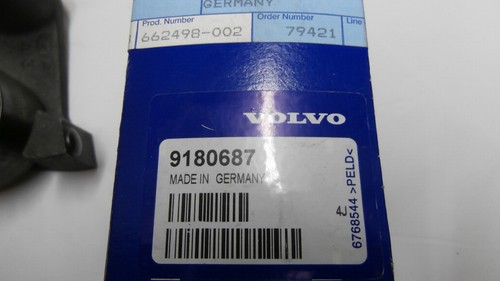 GERMANY
Prod. Number Order Number Line
662498-002 79421
VOLVO
9180687
MADE IN GERMANY
6768544 >PELD<